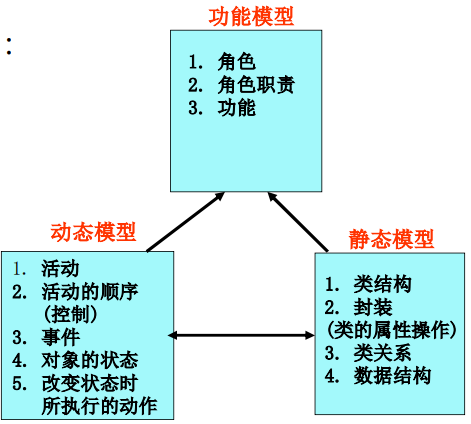 功能模型
：
1. 角色
2. 角色职责
3. 功能
动态模型
1. 活动
2. 活动的顺序
(控制)
3. 事件
4. 对象的状态
5. 改变状态时
所执行的动作
静态模型
1. 类结构
2. 封装
(类的属性操作)
3. 类关系
4. 数据结构